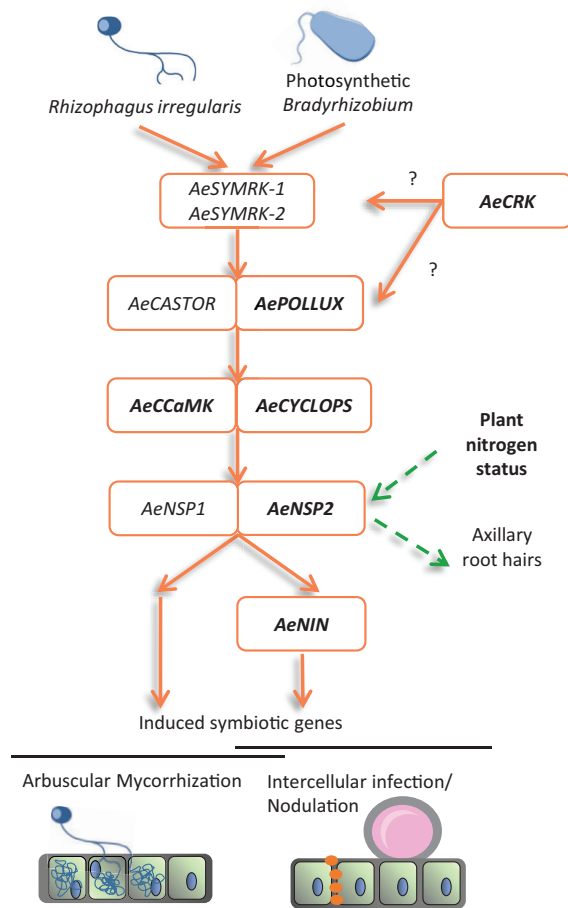 Rhizophagus irregularis
Photosynthetic
Bradyrhizobium
AeSYMRK-1
AeSYMRK-2
?
AeCRK
?
AeCASTOR
AePOLLUX
AeCCaMK
AeCYCLOPS
Plant
nitrogen
status
AeNSP1
AeNSP2
Axillary
root hairs
AeNIN
Induced symbiotic genes
Arbuscular Mycorrhization
Intercellular infection/
Nodulation